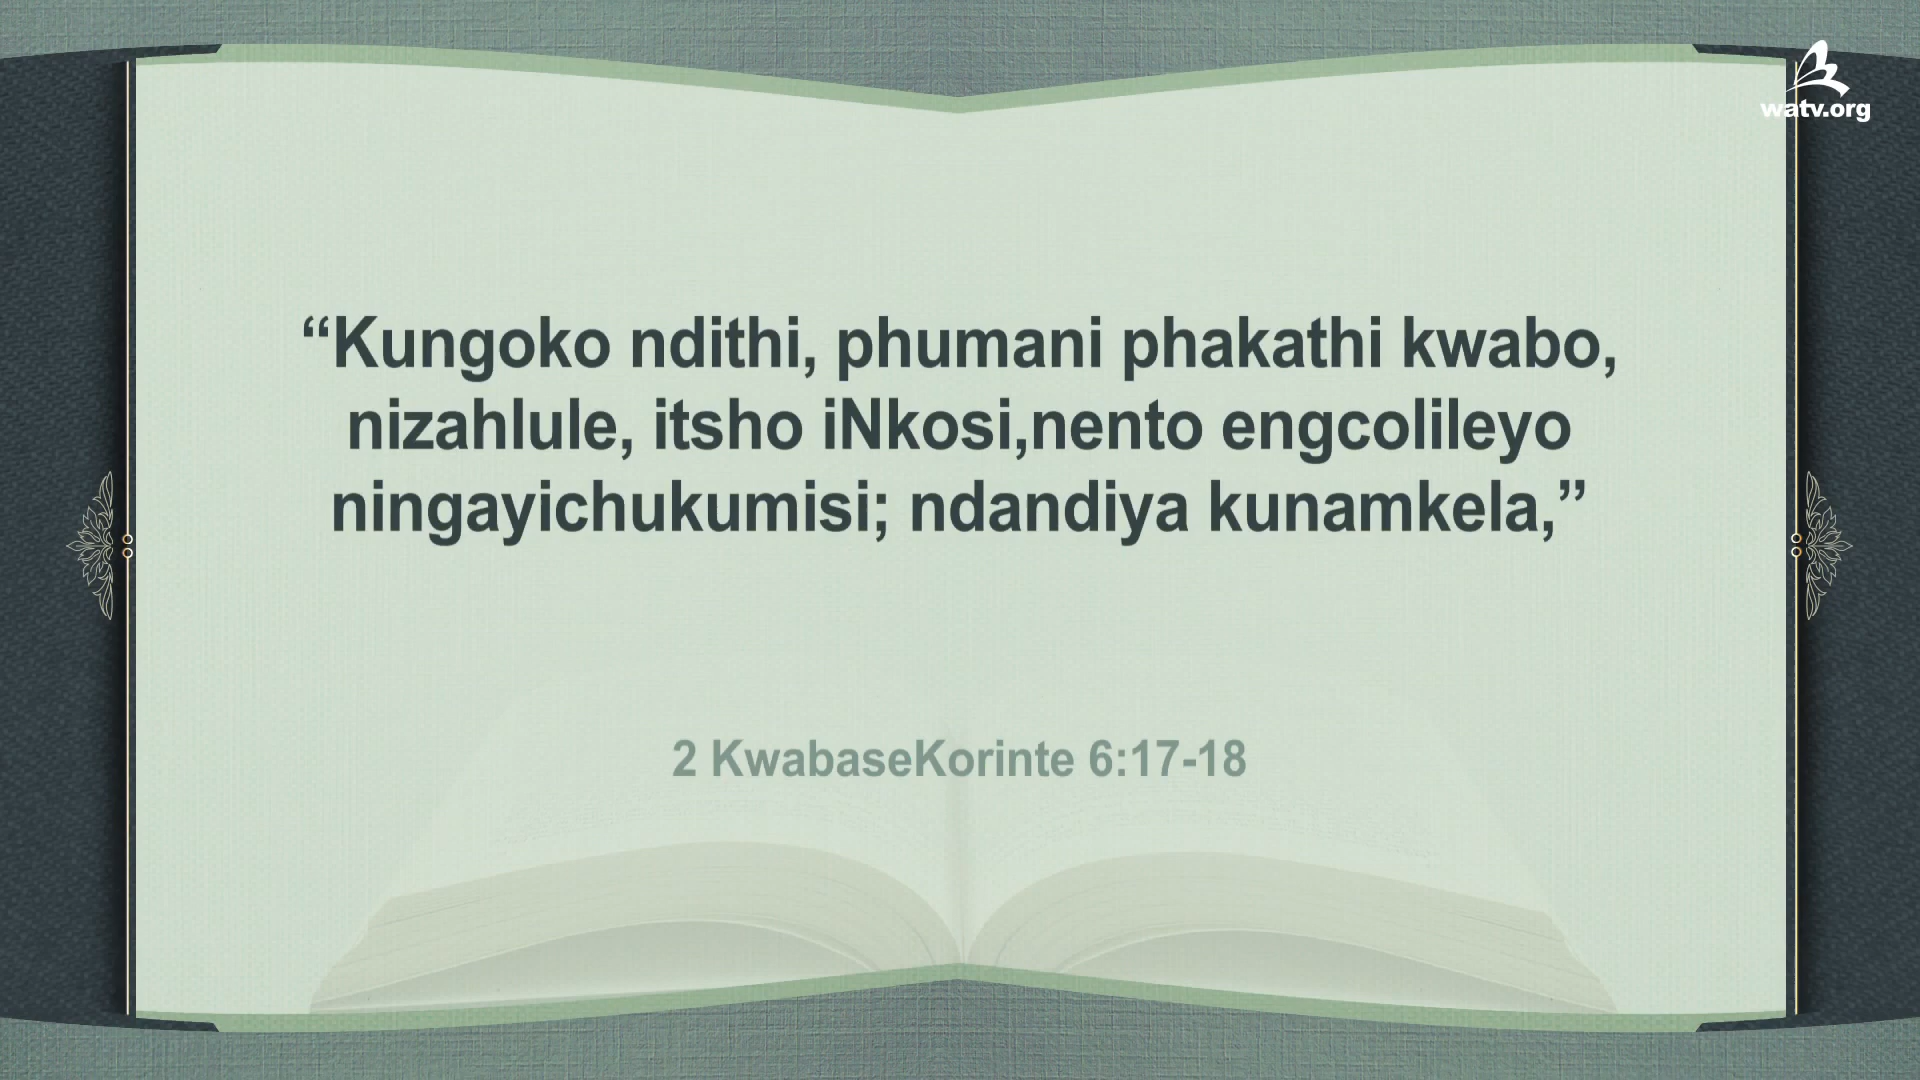 watv.org
“Kungoko ndithi, phumani phakathi kwabo,
nizahlule, itsho iNkosi,nento engcolileyo
ningayichukumisi; ndandiya kunamkela,”
2 KwabaseKorinte 6:17-18